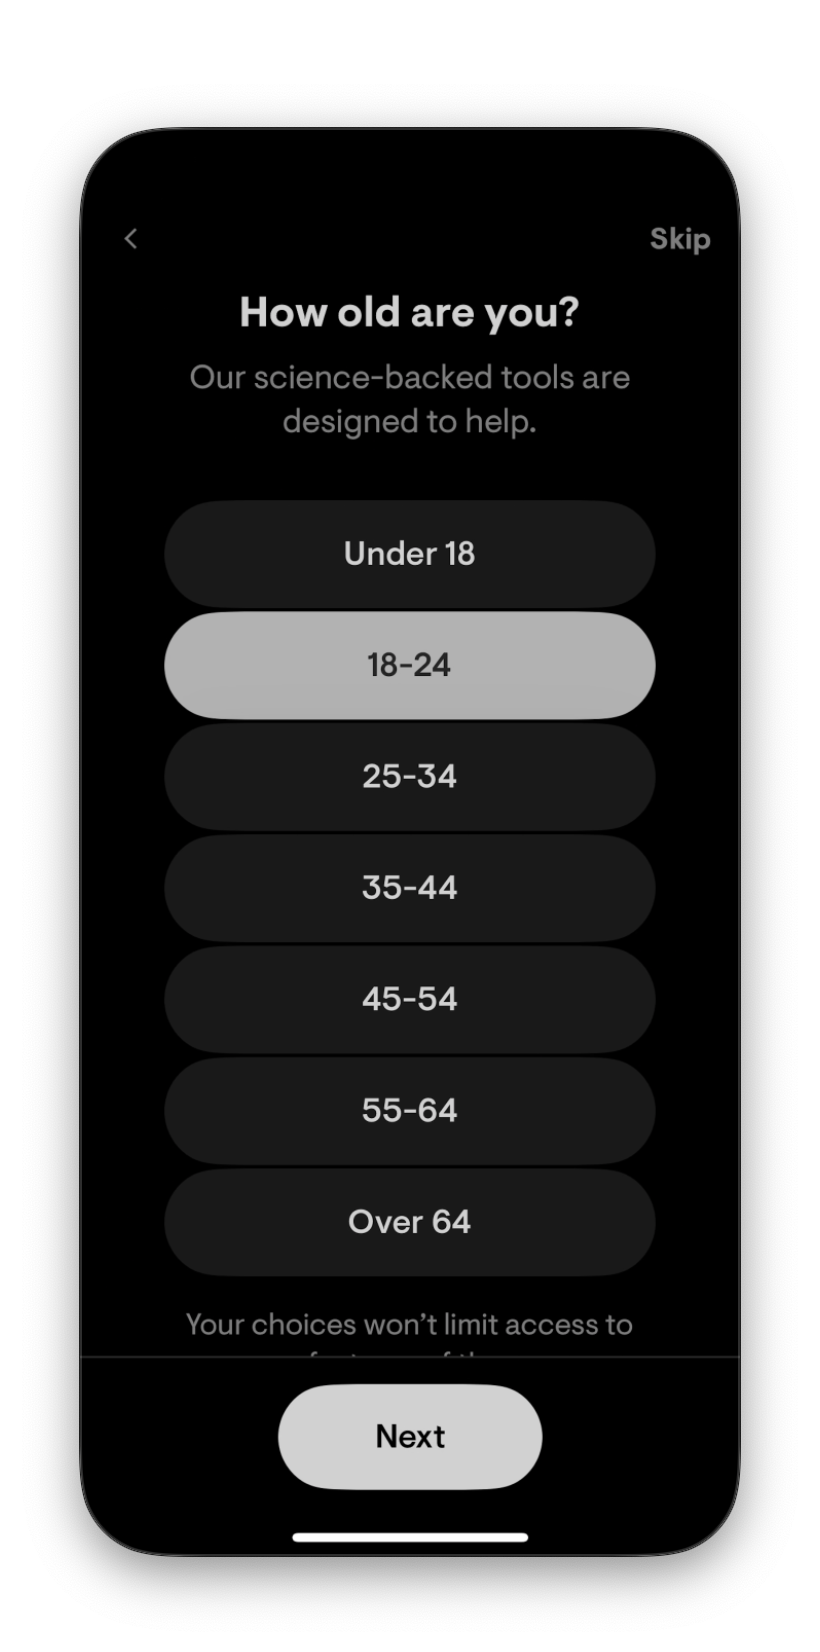 Skip
How old are you?
Our science-backed tools are
designed to help.
Under 18
18-24
25-34
35-44
45-54
55-64
Over 64
Your choices won’t limit access to
Next